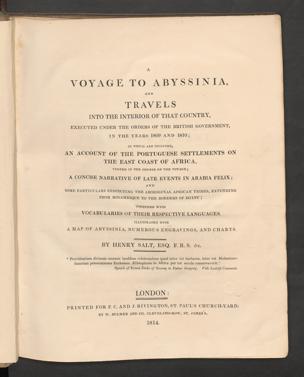 A
VOYAGE TO ABYSSINIA,
AND
TRAVELS
INTO THE INTERIOR OF THAT COUNTRY,
EXECUTED UNDER THE ORDERS OF THE BRITISH GOVERNMENT,
IN THE YEARS 1809 AND 1810;
IN WHICH ARE INCLUDED,
AN ACCOUNT OF THE PORTUGUESE SETTLEMENTS ON
THE EAST COAST OF AFRICA,
VISITED IN THE COURSE OF THE VOYAGE;
A CONCISE NARRATIVE OF LATE EVENTS IN ARABIA FELIX;
AND
SOME PARTICULARS RESPECTING THE ABORIGINAL AFRICAN TRIBES, EXTENDING
FROM MOSAMBIQUE TO THE BORDERS OF EGYPT;
TOGETHER WITH
VOCABULARIES OF THEIR RESPECTIVE LANGUAGES.
ILLUSTRATED WITH
A MAP OF ABYSSINIA, NUMEROUS ENGRAVINGS, AND CHARTS.
BY HENRY SALT, ESQ. F.R.S. &c.
LONDON:
PRINTED FOR F. C. AND J. RIVINGTON, ST. PAUL'S CHURCH-YARD;
BY W. BULMER AND CO. CLEVELAND-ROW, ST. JAMES'S.
1814.